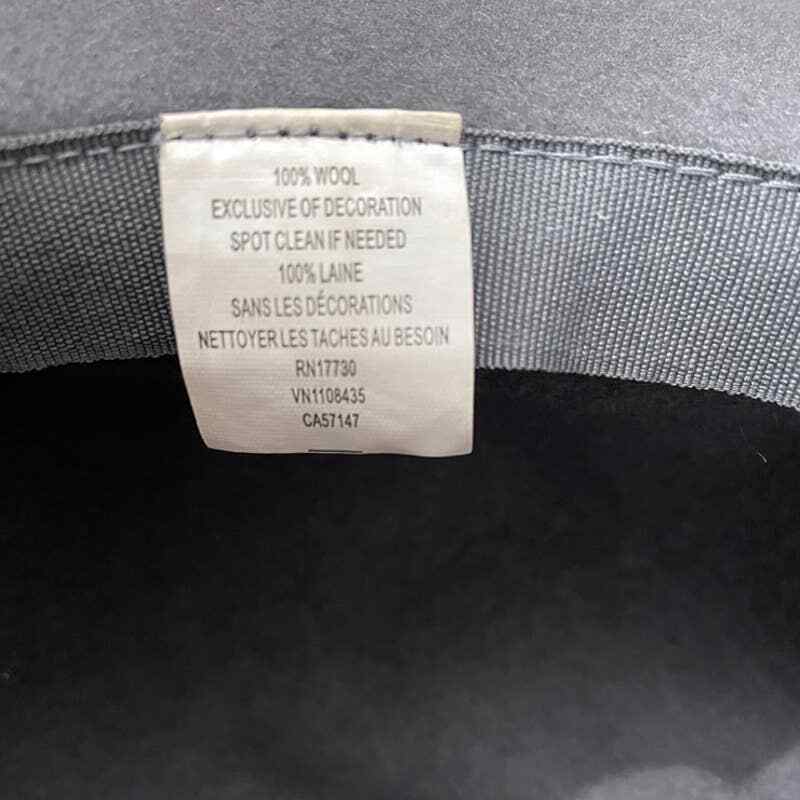 100% WOOL
EXCLUSIVE OF DECORATION
SPOT CLEAN IF NEEDED
100% LAINE
SANS LES DÉCORATIONS
NETTOYER LES TACHES AU BESOIN
RN17730
VN1108435
CA57147